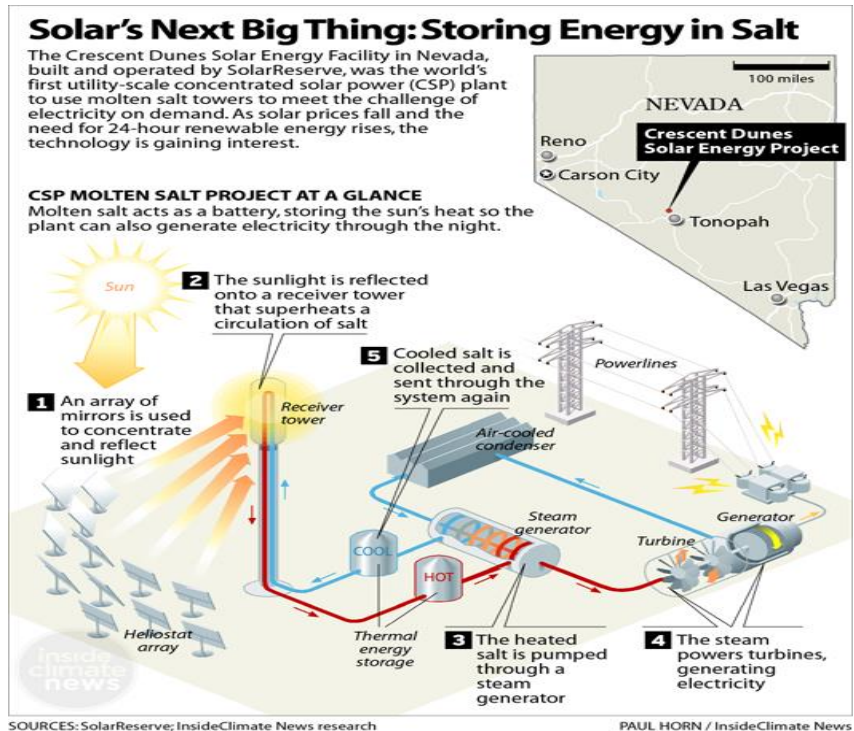 Solar's Next Big Thing: Storing Energy in Salt
The Crescent Dunes Solar Energy Facility in Nevada,
built and operated by SolarReserve, was the world's
first utility-scale concentrated solar power (CSP) plant
to use molten salt towers to meet the challenge of
electricity on demand. As solar prices fall and the
need for 24-hour renewable energy rises, the
technology is gaining interest.
100 miles
NEVADA
Reno
Carson City
Crescent Dunes
Solar Energy Project
Tonopah
Las Vegas
CSP MOLTEN SALT PROJECT AT A GLANCE
Molten salt acts as a battery, storing the sun's heat so the
plant can also generate electricity through the night.
Sun
1 An array of
mirrors is used
to concentrate
and reflect
sunlight
2 The sunlight is reflected
onto a receiver tower
that superheats a
circulation of salt
Receiver
tower
5 Cooled salt is
collected and
sent through the
system again
Powerlines
Air-cooled
condenser
Steam
generator
Turbine
Generator
COOL
HOT
Heliostat
array
Thermal
energy
storage
3 The heated
salt is pumped
through a
steam
generator
4 The steam
powers turbines,
generating
electricity
inside
climate
news
SOURCES: SolarReserve; InsideClimate News research
PAUL HORN / InsideClimate News